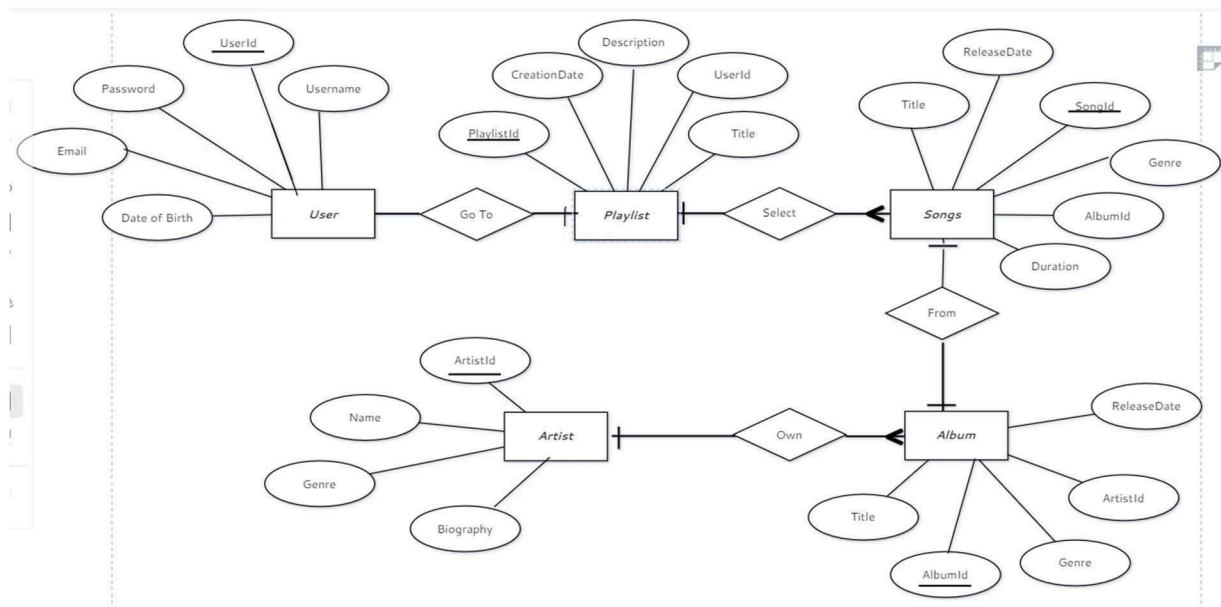 UserId
Password
Username
Email
Date of Birth
User
Go To
Description
CreationDate
UserId
PlaylistId
Title
Playlist
Select
ReleaseDate
Title
SongId
Genre
AlbumId
Duration
Songs
From
ArtistId
Name
Genre
Biography
Artist
Own
Album
ReleaseDate
ArtistId
Title
Genre
AlbumId